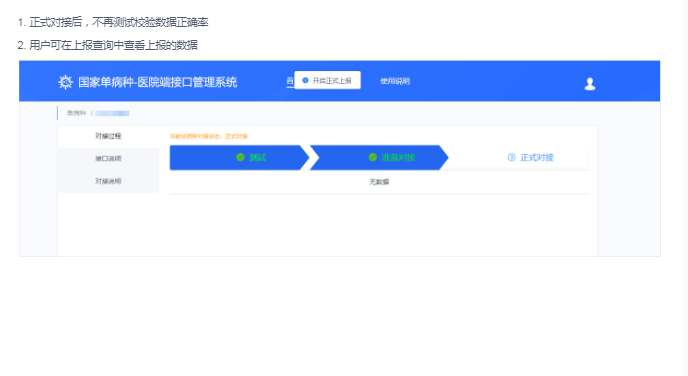 1. 正式对接后，不再测试校验数据正确率
2. 用户可在上报查询中查看上报的数据
国家单病种-医院端接口管理系统
首
开启正式上报
使用说明
单病种
对接过程
当前该病种对接状态：正式对接
接口说明
测试
准备对接
③ 正式对接
对接说明
无数据